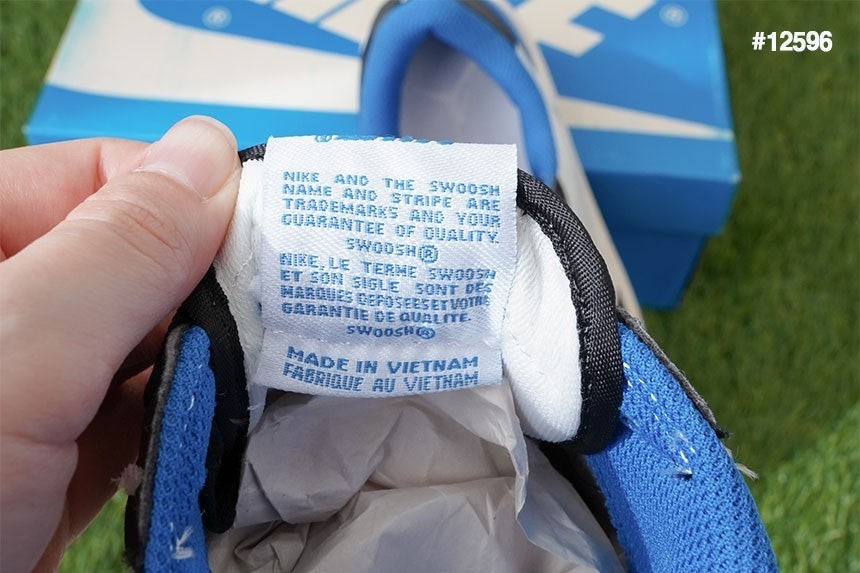 #12596
NIKE AND THE SWOOSH
NAME AND STRIPE ARE
TRADEMARKS AND YOUR
GUARANTEE OF QUALITY.
SWOOSH®
NIKE, LE TERME SWOOSH
ET SON SIGLE SONT DES
MARQUES DEPOSEES ET VOTRE
GARANTIE DE QUALITE.
SWOOSH®
MADE IN VIETNAM
FABRIQUE AU VIETNAM